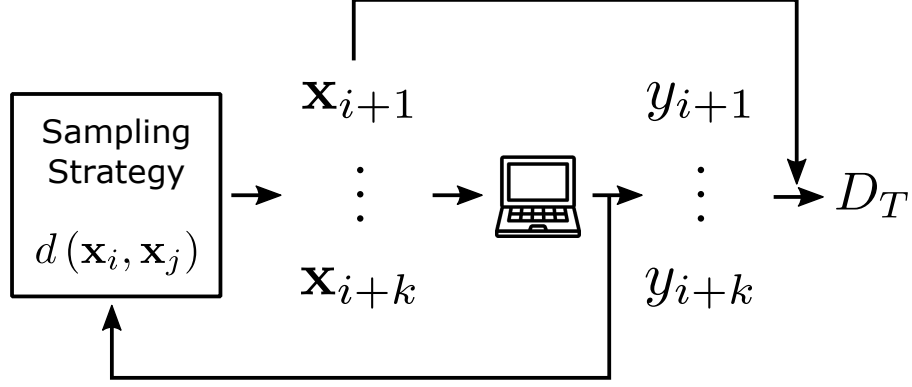 Sampling
Strategy
d (x_i, x_j)
x_{i+1}
⋮
x_{i+k}
y_{i+1}
⋮
y_{i+k}
D_T